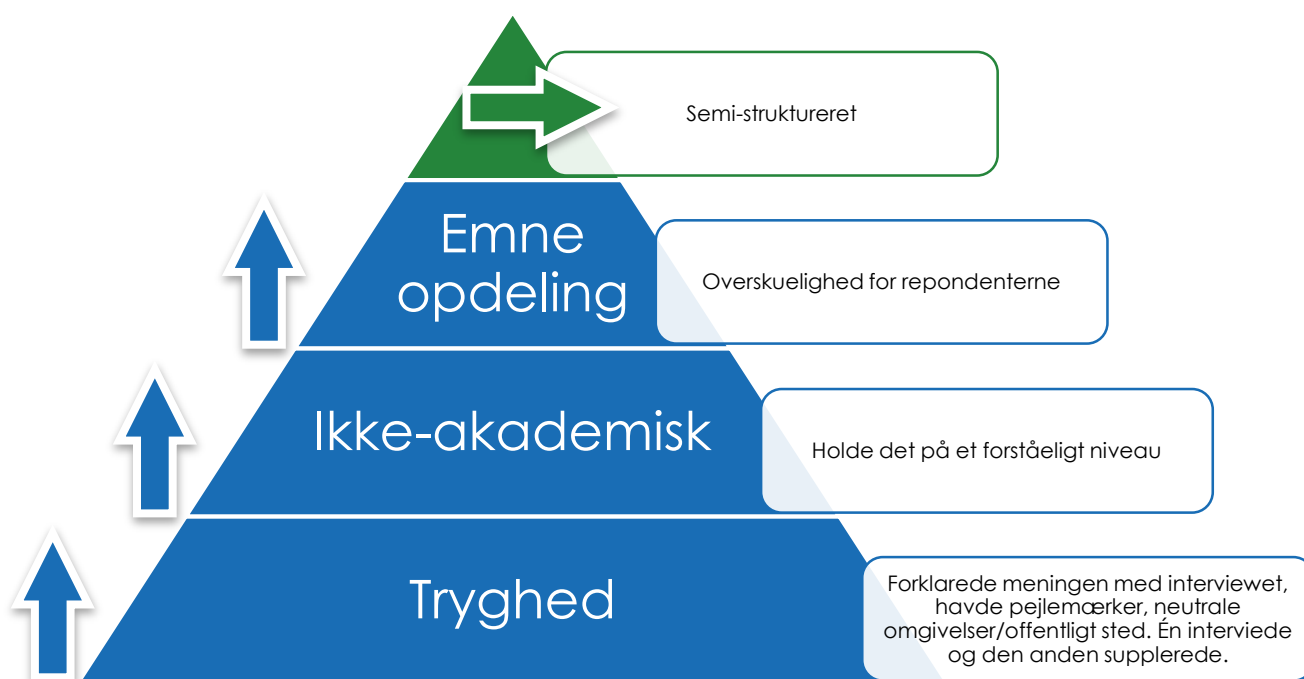 Semi-struktureret
Emne
opdeling
Overskuelighed for repondenterne
Ikke-akademisk
Holde det på et forståeligt niveau
Tryghed
Forklarede meningen med interviewet,
havde pejlemærker, neutrale
omgivelser/offentligt sted. Én interviede
og den anden supplerede.